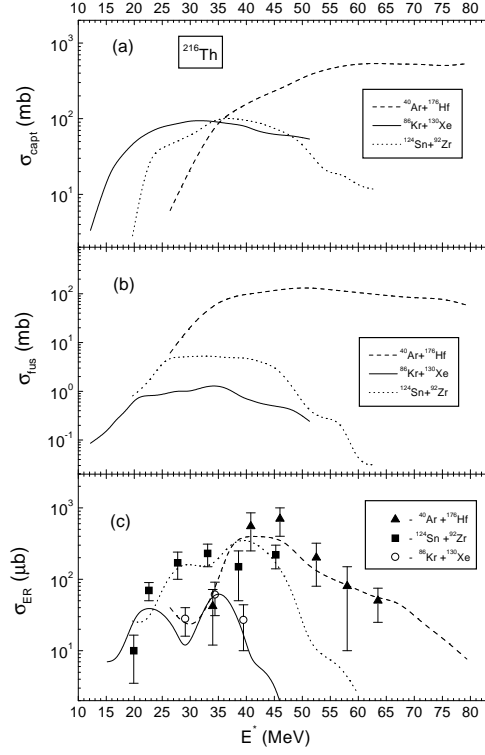 10 15 20 25 30 35 40 45 50 55 60 65 70 75 80
(a)
²¹⁶Th
10³
10²
10¹
σcapt (mb)
⁴⁰Ar+¹⁷⁶Hf
⁸⁶Kr+¹³⁰Xe
¹²⁴Sn+⁹²Zr
(b)
10²
10¹
10⁰
10⁻¹
σfus (mb)
⁴⁰Ar+¹⁷⁶Hf
⁸⁶Kr+¹³⁰Xe
¹²⁴Sn+⁹²Zr
(c)
10³
10²
10¹
σER (μb)
- ⁴⁰Ar+¹⁷⁶Hf
- ¹²⁴Sn+⁹²Zr
- ⁸⁶Kr+¹³⁰Xe
10 15 20 25 30 35 40 45 50 55 60 65 70 75 80
E* (MeV)